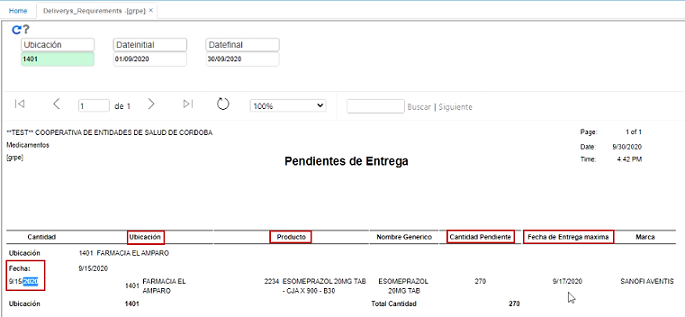 Home Deliverys_Requirements -[grpe] ×
Ubicación Dateinitial Datefinal
1401 01/09/2020 30/09/2020
1 de 1 100% Buscar | Siguiente
**TEST** COOPERATIVA DE ENTIDADES DE SALUD DE CORDOBA Page: 1 of 1
Medicamentos Date: 9/30/2020
[grpe] Time: 4:42 PM
Pendientes de Entrega
Cantidad Ubicación Producto Nombre Generico Cantidad Pendiente Fecha de Entrega maxima Marca
Ubicación 1401 FARMACIA EL AMPARO
Fecha: 9/15/2020
9/15/2020 1401 FARMACIA EL 2234 ESOMEPRAZOL 20MG TAB ESOMEPRAZOL 270 9/17/2020 SANOFI AVENTIS
AMPARO - CJA X 900 - B30 20MG TAB
Ubicación 1401 Total Cantidad 270